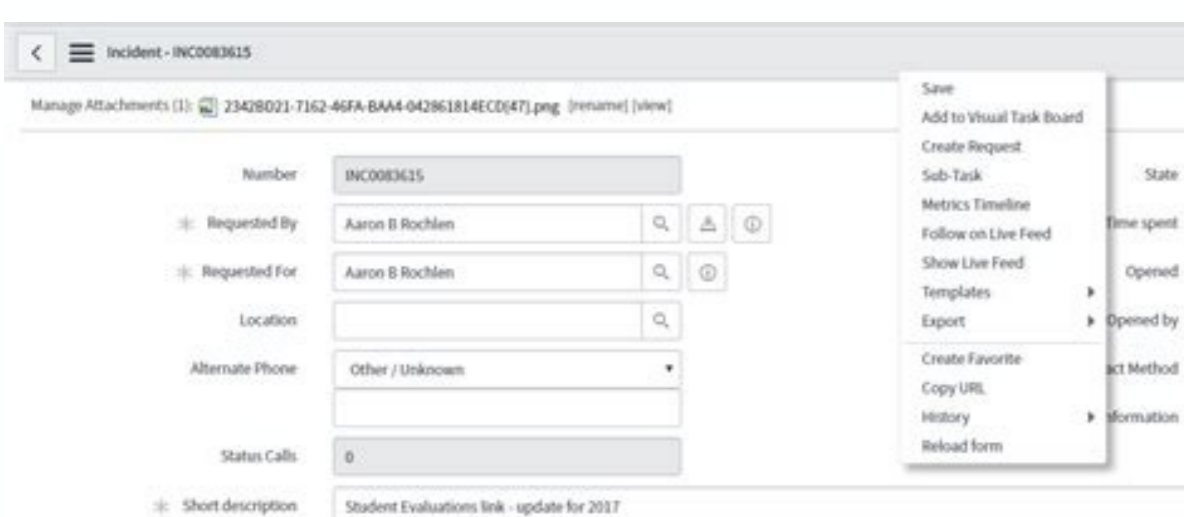 Incident - INC0083615
Manage Attachments (1): 2342BD21-7162-46FA-BAA4-042861814ECD[47].png [rename] [view]
Number
INC0083615
Requested By
Aaron B Rochlen
Requested For
Aaron B Rochlen
Location
Alternate Phone
Other / Unknown
Status Calls
0
Short description
Student Evaluations link - update for 2017
Save
Add to Visual Task Board
Create Request
Sub-Task
Metrics Timeline
Follow on Live Feed
Show Live Feed
Templates
Export
Create Favorite
Copy URL
History
Reload form
State
Time spent
Opened
Opened by
act Method
nformation